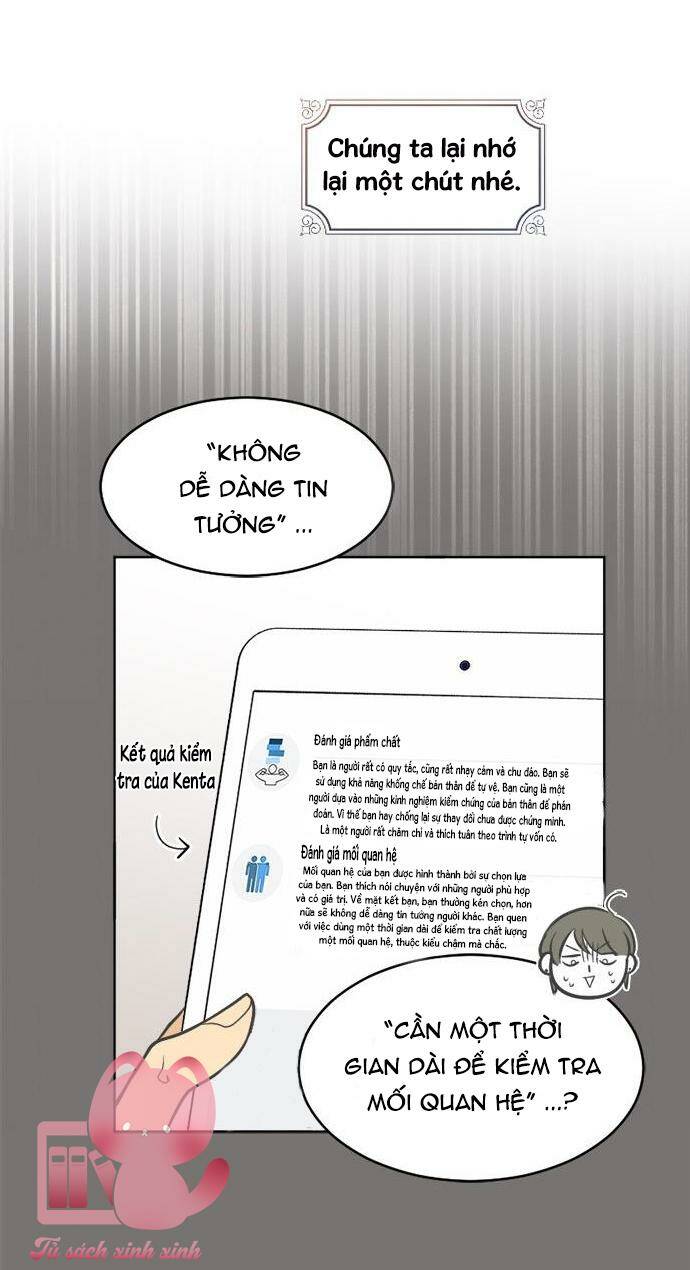 Chúng ta lại nhớ
lại một chút nhé.
"KHÔNG
DỄ DÀNG TIN
TƯỞNG" ...
Kết quả kiểm
tra của Kenta
Đánh giá phẩm chất
Bạn là người rất có quy tắc, cũng rất nhạy cảm và chu đáo. Bạn sẽ
sử dụng khả năng khống chế bản thân để tự vệ. Bạn cũng là một
người dựa vào những kinh nghiệm kiểm chứng của bản thân để phán
đoán. Vì thế bạn hay chống lại sự thay đổi chưa được chứng minh.
Là một người rất chăm chỉ và thích tuân theo trình tự vốn có.
Đánh giá mối quan hệ
Mối quan hệ của bạn được hình thành bởi sự chọn lựa
của bạn. Bạn thích nói chuyện với những người phù hợp
và có giá trị. Về mặt kết bạn, bạn thường kén chọn, hơn
nữa sẽ không dễ dàng tin tưởng người khác. Bạn quen
với việc dùng một thời gian dài để kiểm tra chất lượng
một mối quan hệ, thuộc kiểu chậm mà chắc.
"CẦN MỘT THỜI
GIAN DÀI ĐỂ KIỂM TRA
MỐI QUAN HỆ" ...?
Tủ sách xinh xinh